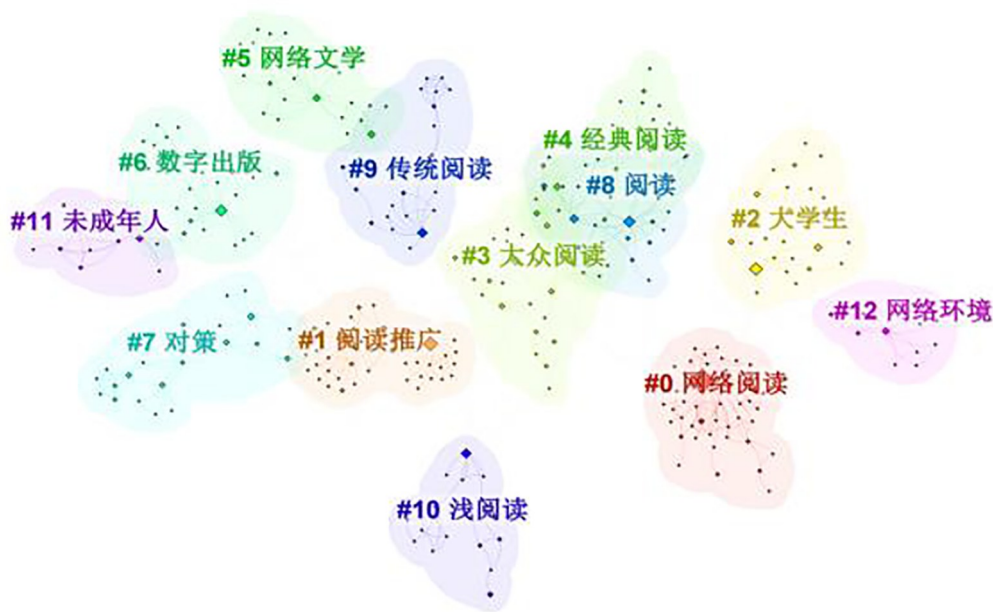 #5 网络文学
#4 经典阅读
#6 数字出版
#9 传统阅读
#8 阅读
#11 未成年人
#2 大学生
#3 大众阅读
#12 网络环境
#7 对策
#1 阅读推广
#0 网络阅读
#10 浅阅读